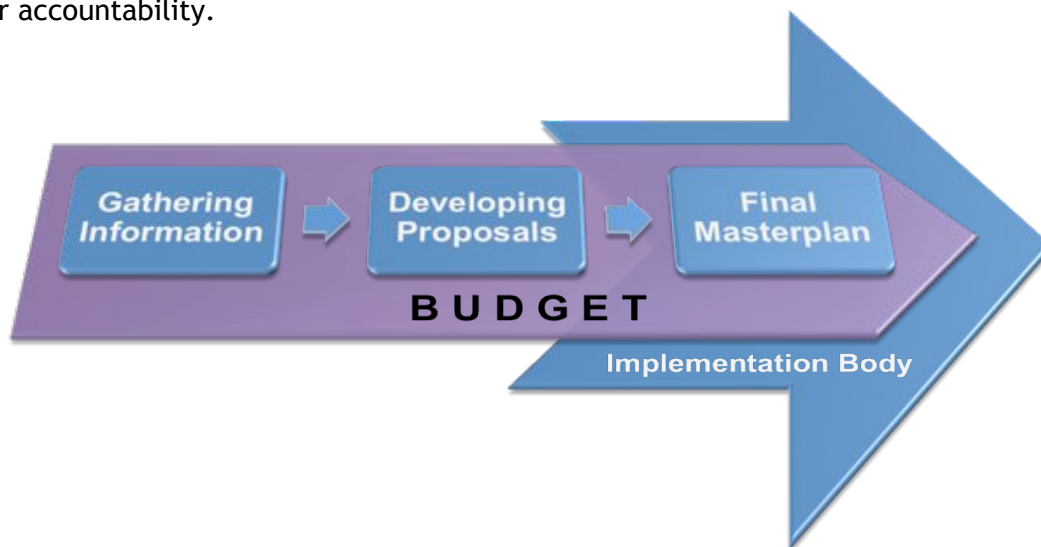 r accountability.
Gathering
Information
Developing
Proposals
Final
Masterplan
BUDGET
Implementation Body